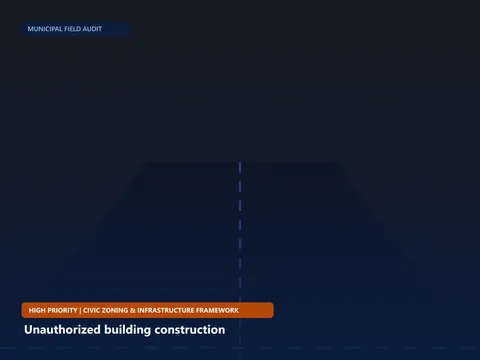 MUNICIPAL FIELD AUDIT
HIGH PRIORITY | CIVIC ZONING & INFRASTRUCTURE FRAMEWORK
Unauthorized building construction